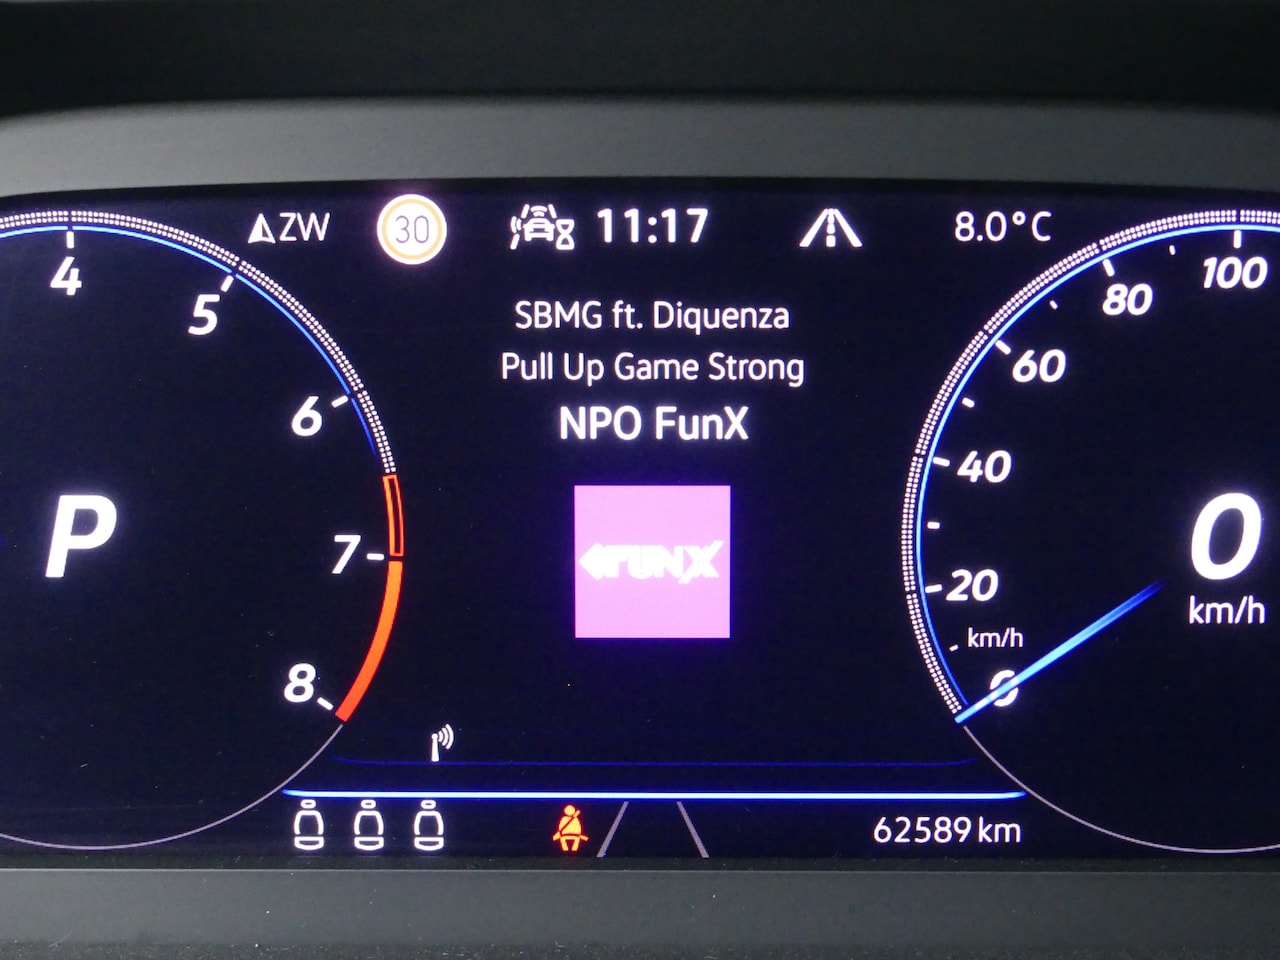 ZW 30 11:17 8.0°C
SBMG ft. Diquenza
Pull Up Game Strong
NPO FunX
FUNX
4
5
6
7
8
P
100
80
60
40
20
km/h
0
0
km/h
62589 km